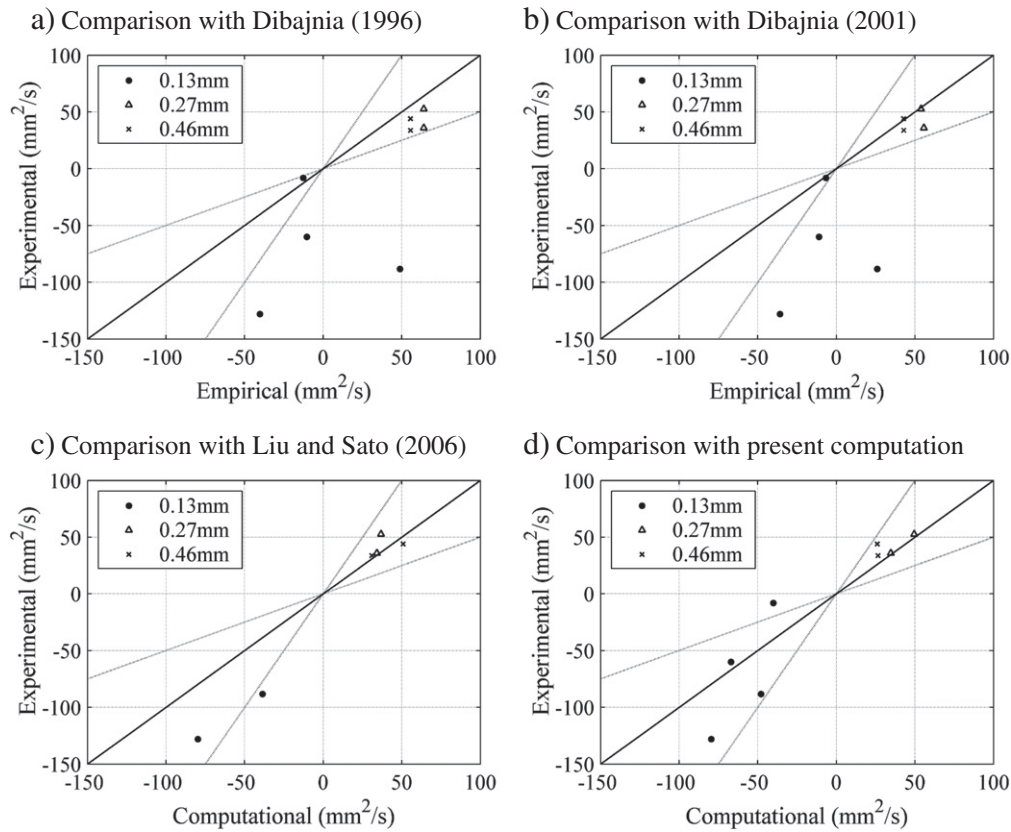 a) Comparison with Dibajnia (1996)
100
50
0
-50
-100
-150
Experimental (mm²/s)
0.13mm
0.27mm
0.46mm
-150 -100 -50 0 50 100
Empirical (mm²/s)
b) Comparison with Dibajnia (2001)
100
50
0
-50
-100
-150
Experimental (mm²/s)
0.13mm
0.27mm
0.46mm
-150 -100 -50 0 50 100
Empirical (mm²/s)
c) Comparison with Liu and Sato (2006)
100
50
0
-50
-100
-150
Experimental (mm²/s)
0.13mm
0.27mm
0.46mm
-150 -100 -50 0 50 100
Computational (mm²/s)
d) Comparison with present computation
100
50
0
-50
-100
-150
Experimental (mm²/s)
0.13mm
0.27mm
0.46mm
-150 -100 -50 0 50 100
Computational (mm²/s)